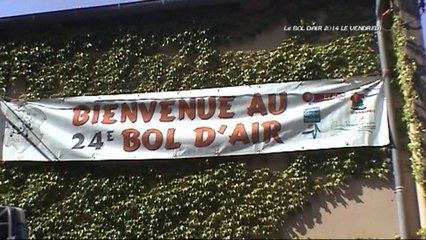 Le BOL D'AIR 2014 LE VENDREDI
BIENVENUE AU
24E BOL D'AIR